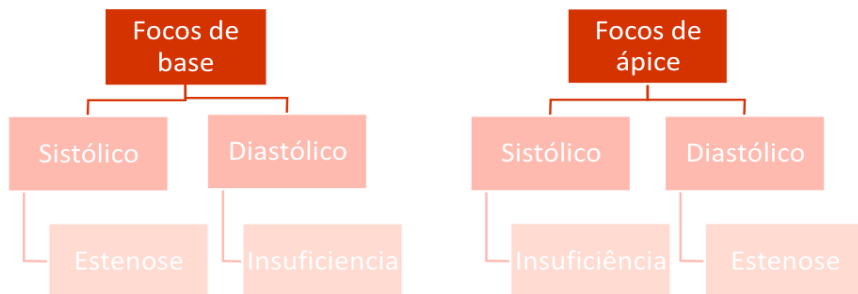 Focos de
base
Sistólico
Diastólico
Estenose
Insuficiencia
Focos de
ápice
Sistólico
Diastólico
Insuficiência
Estenose